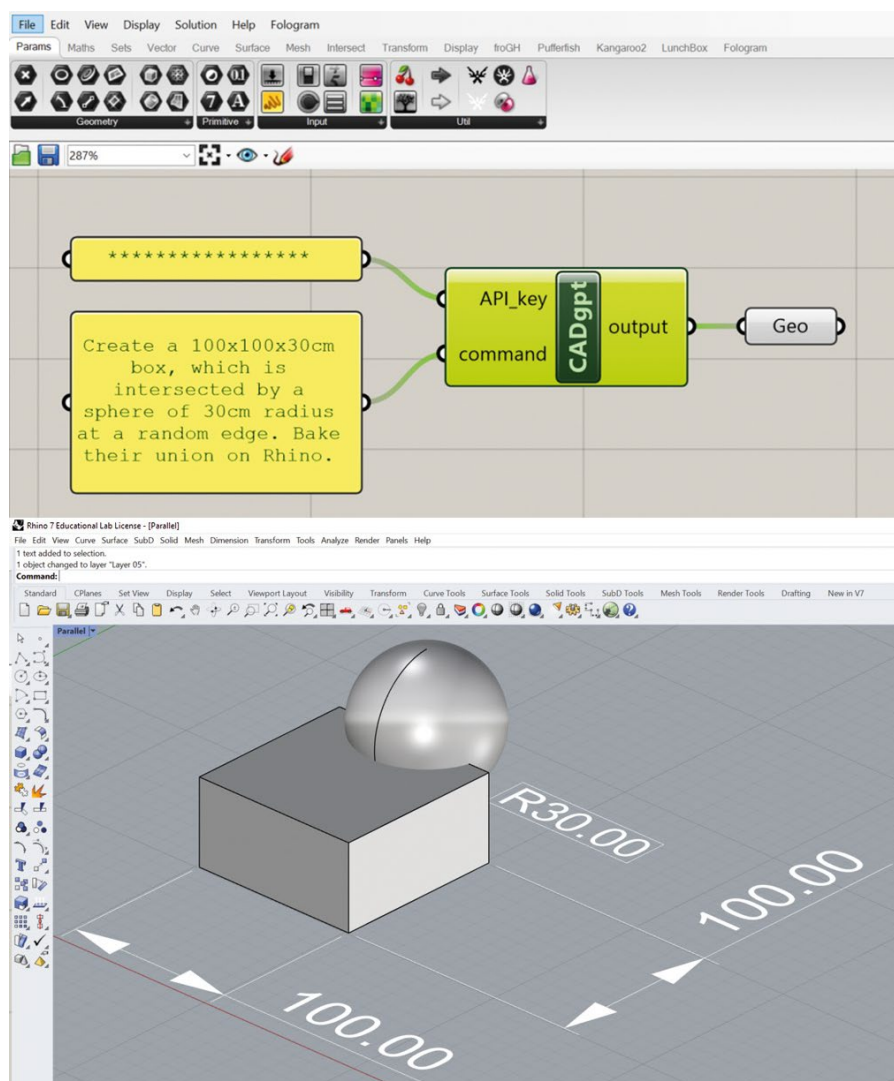 File Edit View Display Solution Help Fologram
Params Maths Sets Vector Curve Surface Mesh Intersect Transform Display froGH Pufferfish Kangaroo2 LunchBox Fologram
Geometry + Primitive + Input + Util +
287%
*****************
API_key
command
CADgpt
output
Geo
Create a 100x100x30cm
box, which is
intersected by a
sphere of 30cm radius
at a random edge. Bake
their union on Rhino.
Rhino 7 Educational Lab License - [Parallel]
File Edit View Curve Surface SubD Solid Mesh Dimension Transform Tools Analyze Render Panels Help
1 text added to selection.
1 object changed to layer "Layer 05".
Command:
Standard CPlanes Set View Display Select Viewport Layout Visibility Transform Curve Tools Surface Tools Solid Tools SubD Tools Mesh Tools Render Tools Drafting New in V7
Parallel
R30.00
100.00
100.00